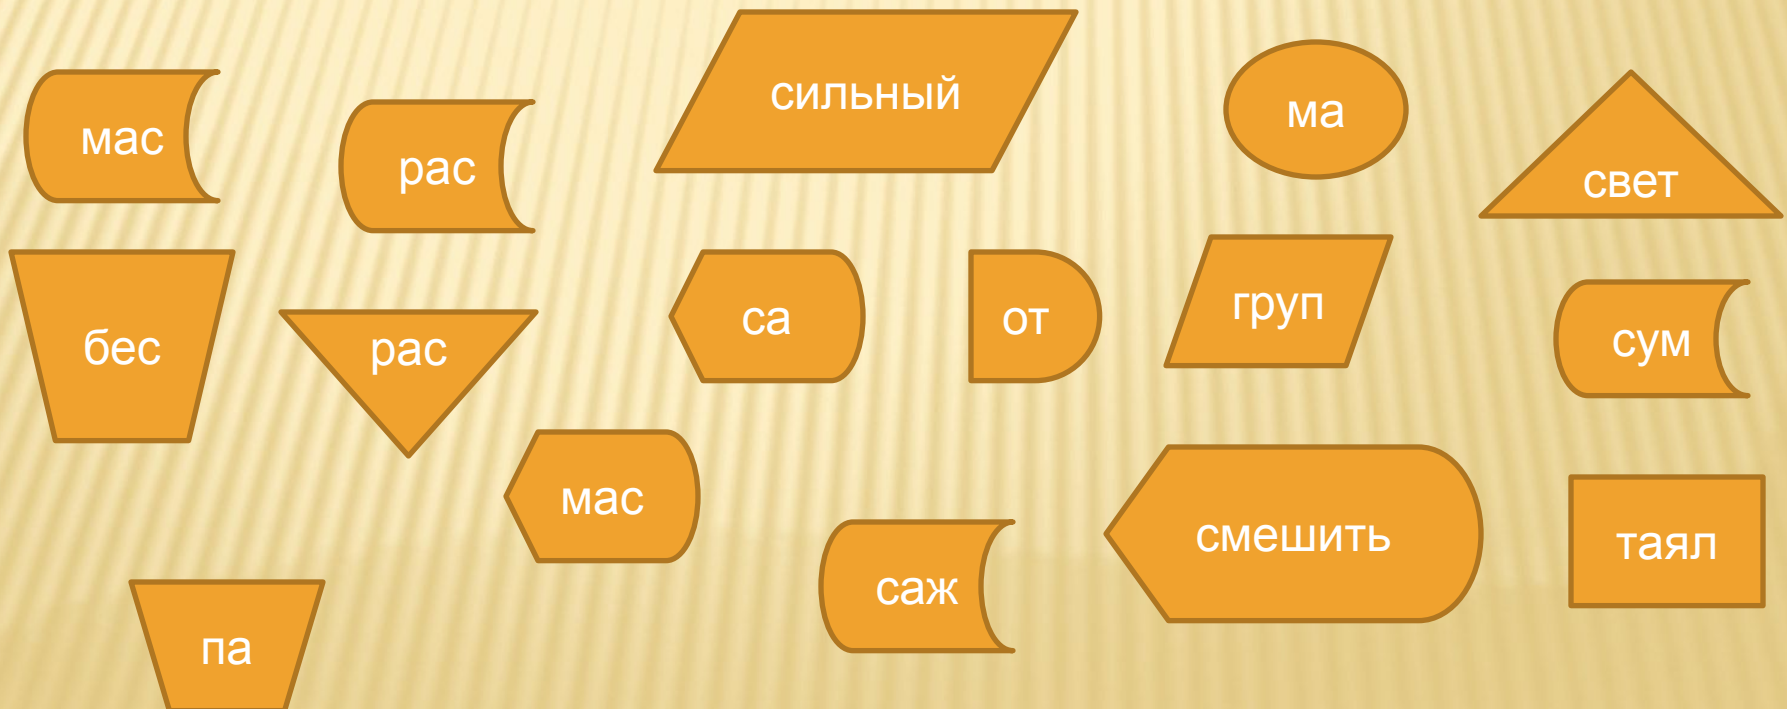 сильный
ма
мас
рас
свет
са
от
груп
сум
бес
рас
мас
смешить
таял
саж
па